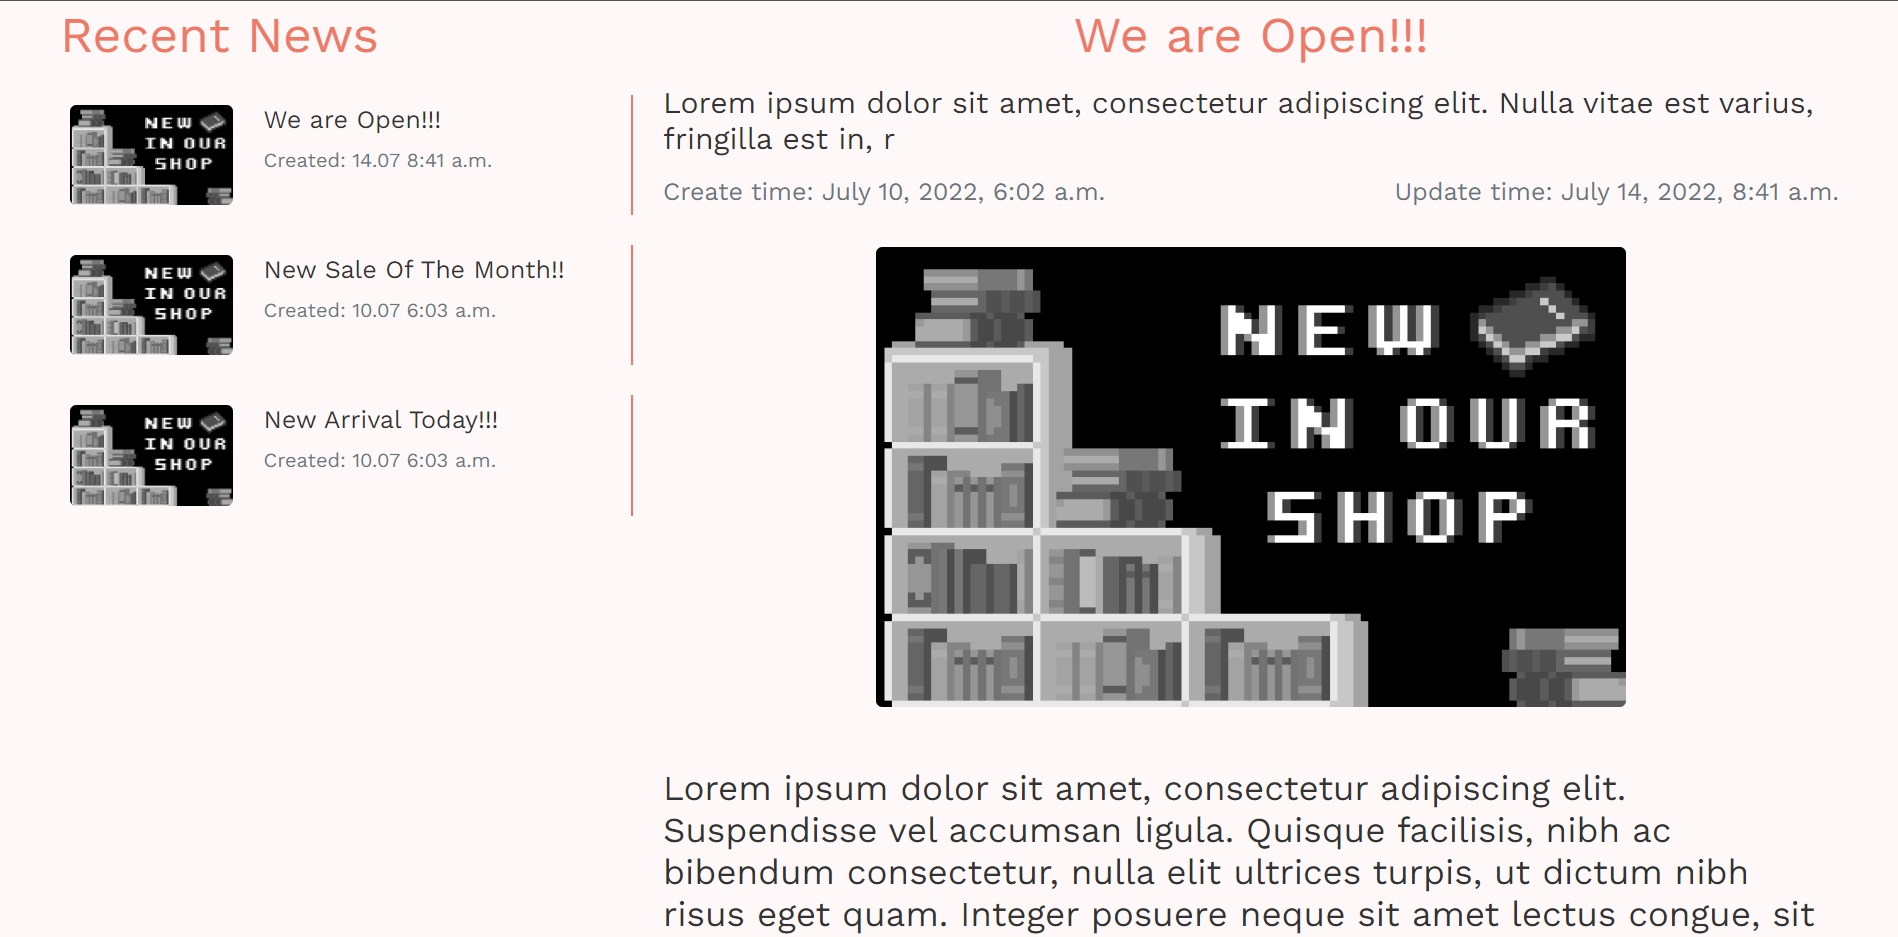 Recent News
NEW
IN OUR
SHOP
We are Open!!!
Created: 14.07 8:41 a.m.
NEW
IN OUR
SHOP
New Sale Of The Month!!
Created: 10.07 6:03 a.m.
NEW
IN OUR
SHOP
New Arrival Today!!!
Created: 10.07 6:03 a.m.
We are Open!!!
Lorem ipsum dolor sit amet, consectetur adipiscing elit. Nulla vitae est varius,
fringilla est in, r
Create time: July 10, 2022, 6:02 a.m.
Update time: July 14, 2022, 8:41 a.m.
NEW
IN OUR
SHOP
Lorem ipsum dolor sit amet, consectetur adipiscing elit.
Suspendisse vel accumsan ligula. Quisque facilisis, nibh ac
bibendum consectetur, nulla elit ultrices turpis, ut dictum nibh
risus eget quam. Integer posuere neque sit amet lectus congue, sit